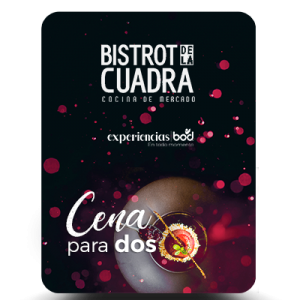 BISTROT DE LA
CUADRA
COCINA DE MERCADO
experiencias bod
En todo momento
Cena
para dos